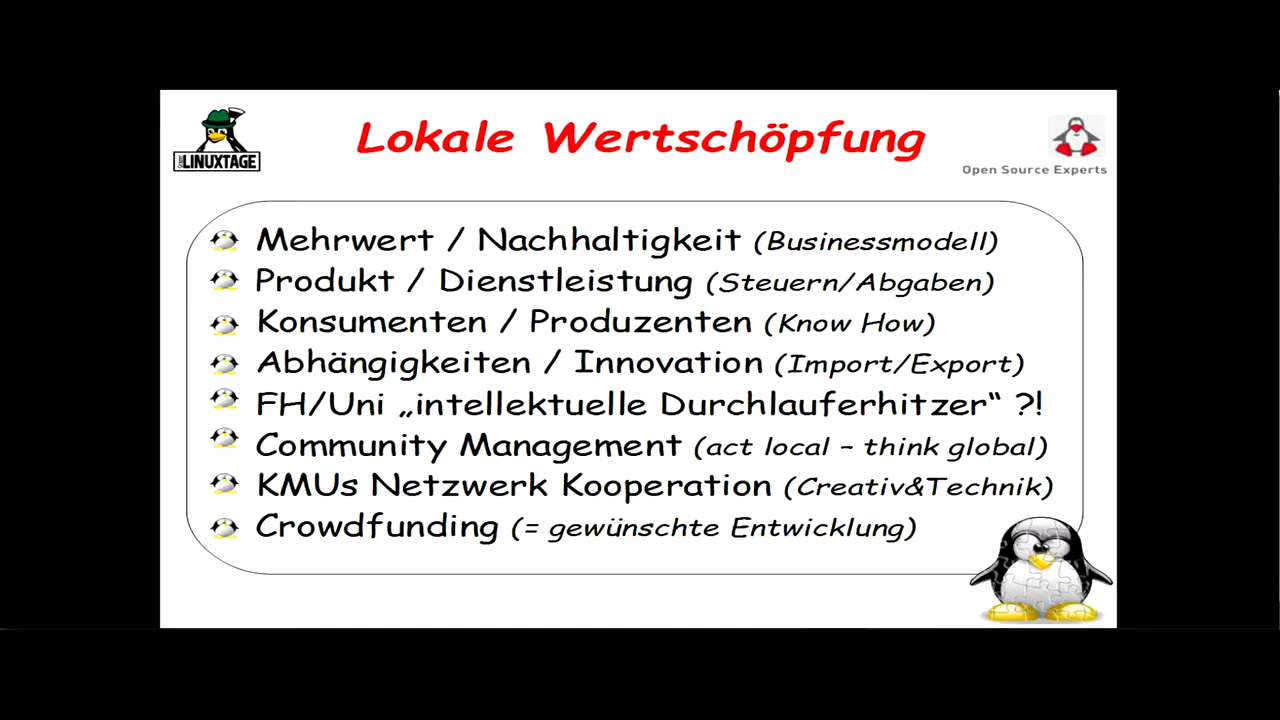 LINUXTAGE
Lokale Wertschöpfung
Open Source Experts
Mehrwert / Nachhaltigkeit (Businessmodell)
Produkt / Dienstleistung (Steuern/Abgaben)
Konsumenten / Produzenten (Know How)
Abhängigkeiten / Innovation (Import/Export)
FH/Uni „intellektuelle Durchlauferhitzer“ ?!
Community Management (act local – think global)
KMUs Netzwerk Kooperation (Creativ&Technik)
Crowdfunding (= gewünschte Entwicklung)